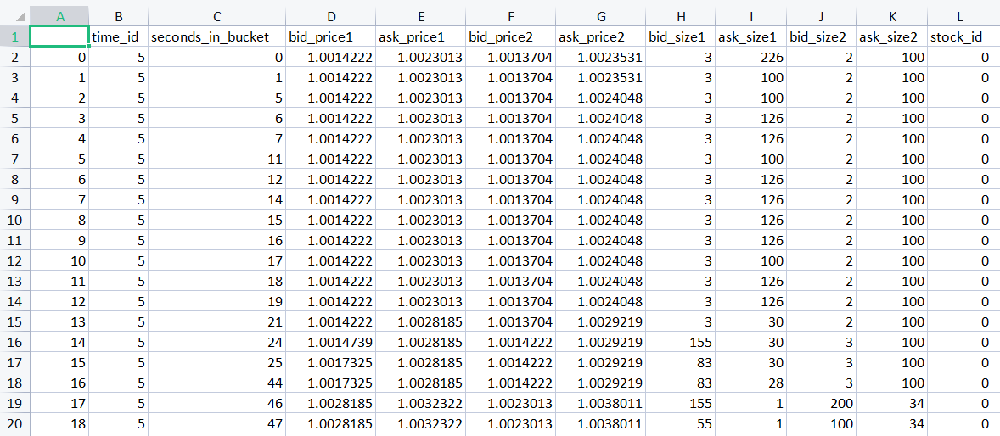 A B C D E F G H I J K L
1 time_id seconds_in_bucket bid_price1 ask_price1 bid_price2 ask_price2 bid_size1 ask_size1 bid_size2 ask_size2 stock_id
2 0 5 0 1.0014222 1.0023013 1.0013704 1.0023531 3 226 2 100 0
3 1 5 1 1.0014222 1.0023013 1.0013704 1.0023531 3 100 2 100 0
4 2 5 5 1.0014222 1.0023013 1.0013704 1.0024048 3 100 2 100 0
5 3 5 6 1.0014222 1.0023013 1.0013704 1.0024048 3 126 2 100 0
6 4 5 7 1.0014222 1.0023013 1.0013704 1.0024048 3 126 2 100 0
7 5 5 11 1.0014222 1.0023013 1.0013704 1.0024048 3 100 2 100 0
8 6 5 12 1.0014222 1.0023013 1.0013704 1.0024048 3 126 2 100 0
9 7 5 14 1.0014222 1.0023013 1.0013704 1.0024048 3 126 2 100 0
10 8 5 15 1.0014222 1.0023013 1.0013704 1.0024048 3 126 2 100 0
11 9 5 16 1.0014222 1.0023013 1.0013704 1.0024048 3 126 2 100 0
12 10 5 17 1.0014222 1.0023013 1.0013704 1.0024048 3 100 2 100 0
13 11 5 18 1.0014222 1.0023013 1.0013704 1.0024048 3 126 2 100 0
14 12 5 19 1.0014222 1.0023013 1.0013704 1.0024048 3 126 2 100 0
15 13 5 21 1.0014222 1.0028185 1.0013704 1.0029219 3 30 2 100 0
16 14 5 24 1.0014739 1.0028185 1.0014222 1.0029219 155 30 3 100 0
17 15 5 25 1.0017325 1.0028185 1.0014222 1.0029219 83 30 3 100 0
18 16 5 44 1.0017325 1.0028185 1.0014222 1.0029219 83 28 3 100 0
19 17 5 46 1.0028185 1.0032322 1.0023013 1.0038011 155 1 200 34 0
20 18 5 47 1.0028185 1.0032322 1.0023013 1.0038011 55 1 100 34 0